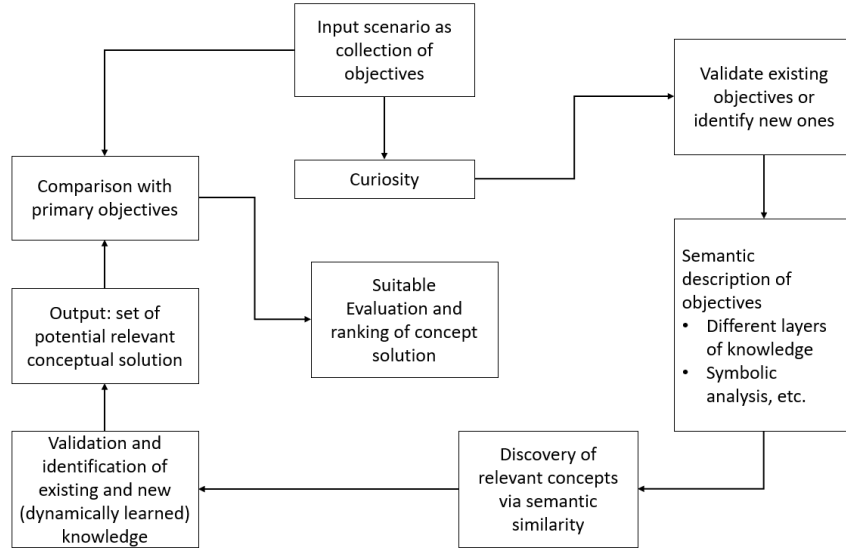 Input scenario as
collection of
objectives
Validate existing
objectives or
identify new ones
Curiosity
Comparison with
primary objectives
Semantic
description of
objectives
• Different layers
of knowledge
• Symbolic
analysis, etc.
Suitable
Evaluation and
ranking of concept
solution
Output: set of
potential relevant
conceptual solution
Validation and
identification of
existing and new
(dynamically learned)
knowledge
Discovery of
relevant concepts
via semantic
similarity